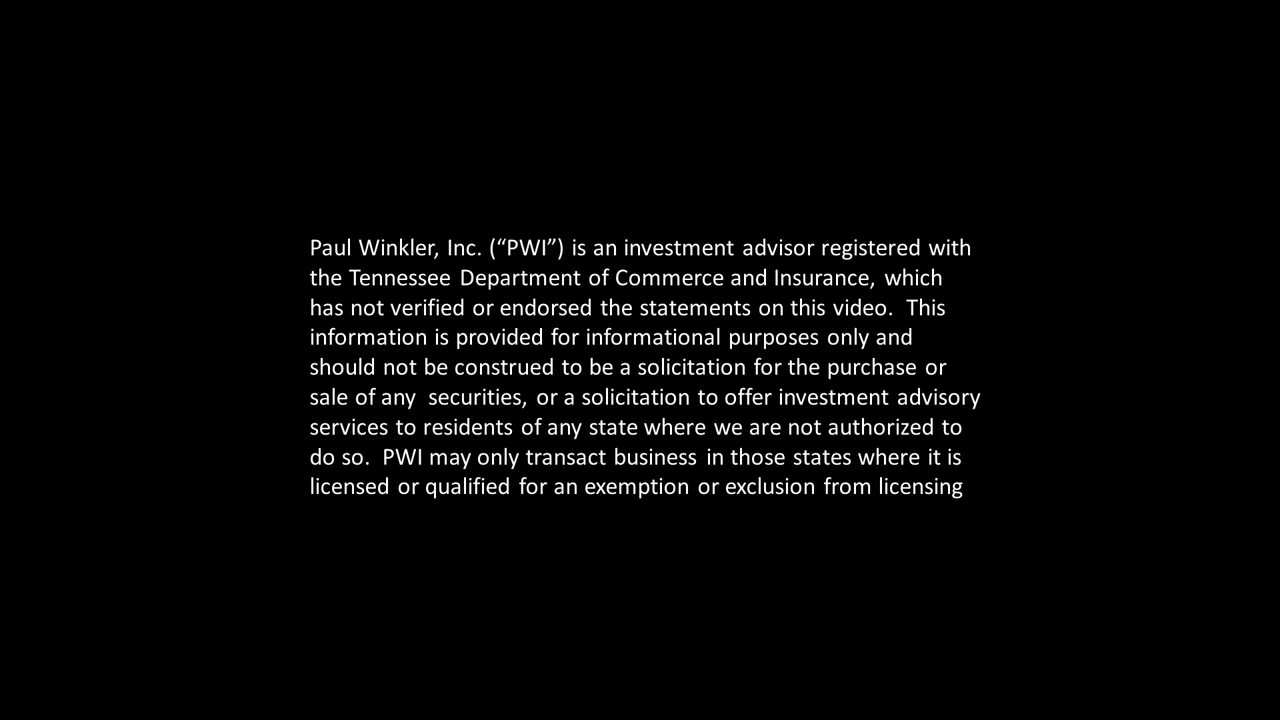 Paul Winkler, Inc. (“PWI”) is an investment advisor registered with
the Tennessee Department of Commerce and Insurance, which
has not verified or endorsed the statements on this video.  This
information is provided for informational purposes only and
should not be construed to be a solicitation for the purchase or
sale of any  securities, or a solicitation to offer investment advisory
services to residents of any state where we are not authorized to
do so.  PWI may only transact business in those states where it is
licensed or qualified for an exemption or exclusion from licensing